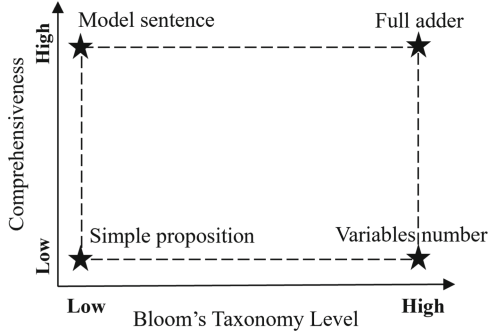 Model sentence
Full adder
High
Comprehensiveness
Simple proposition
Variables number
Low
Low
High
Bloom's Taxonomy Level